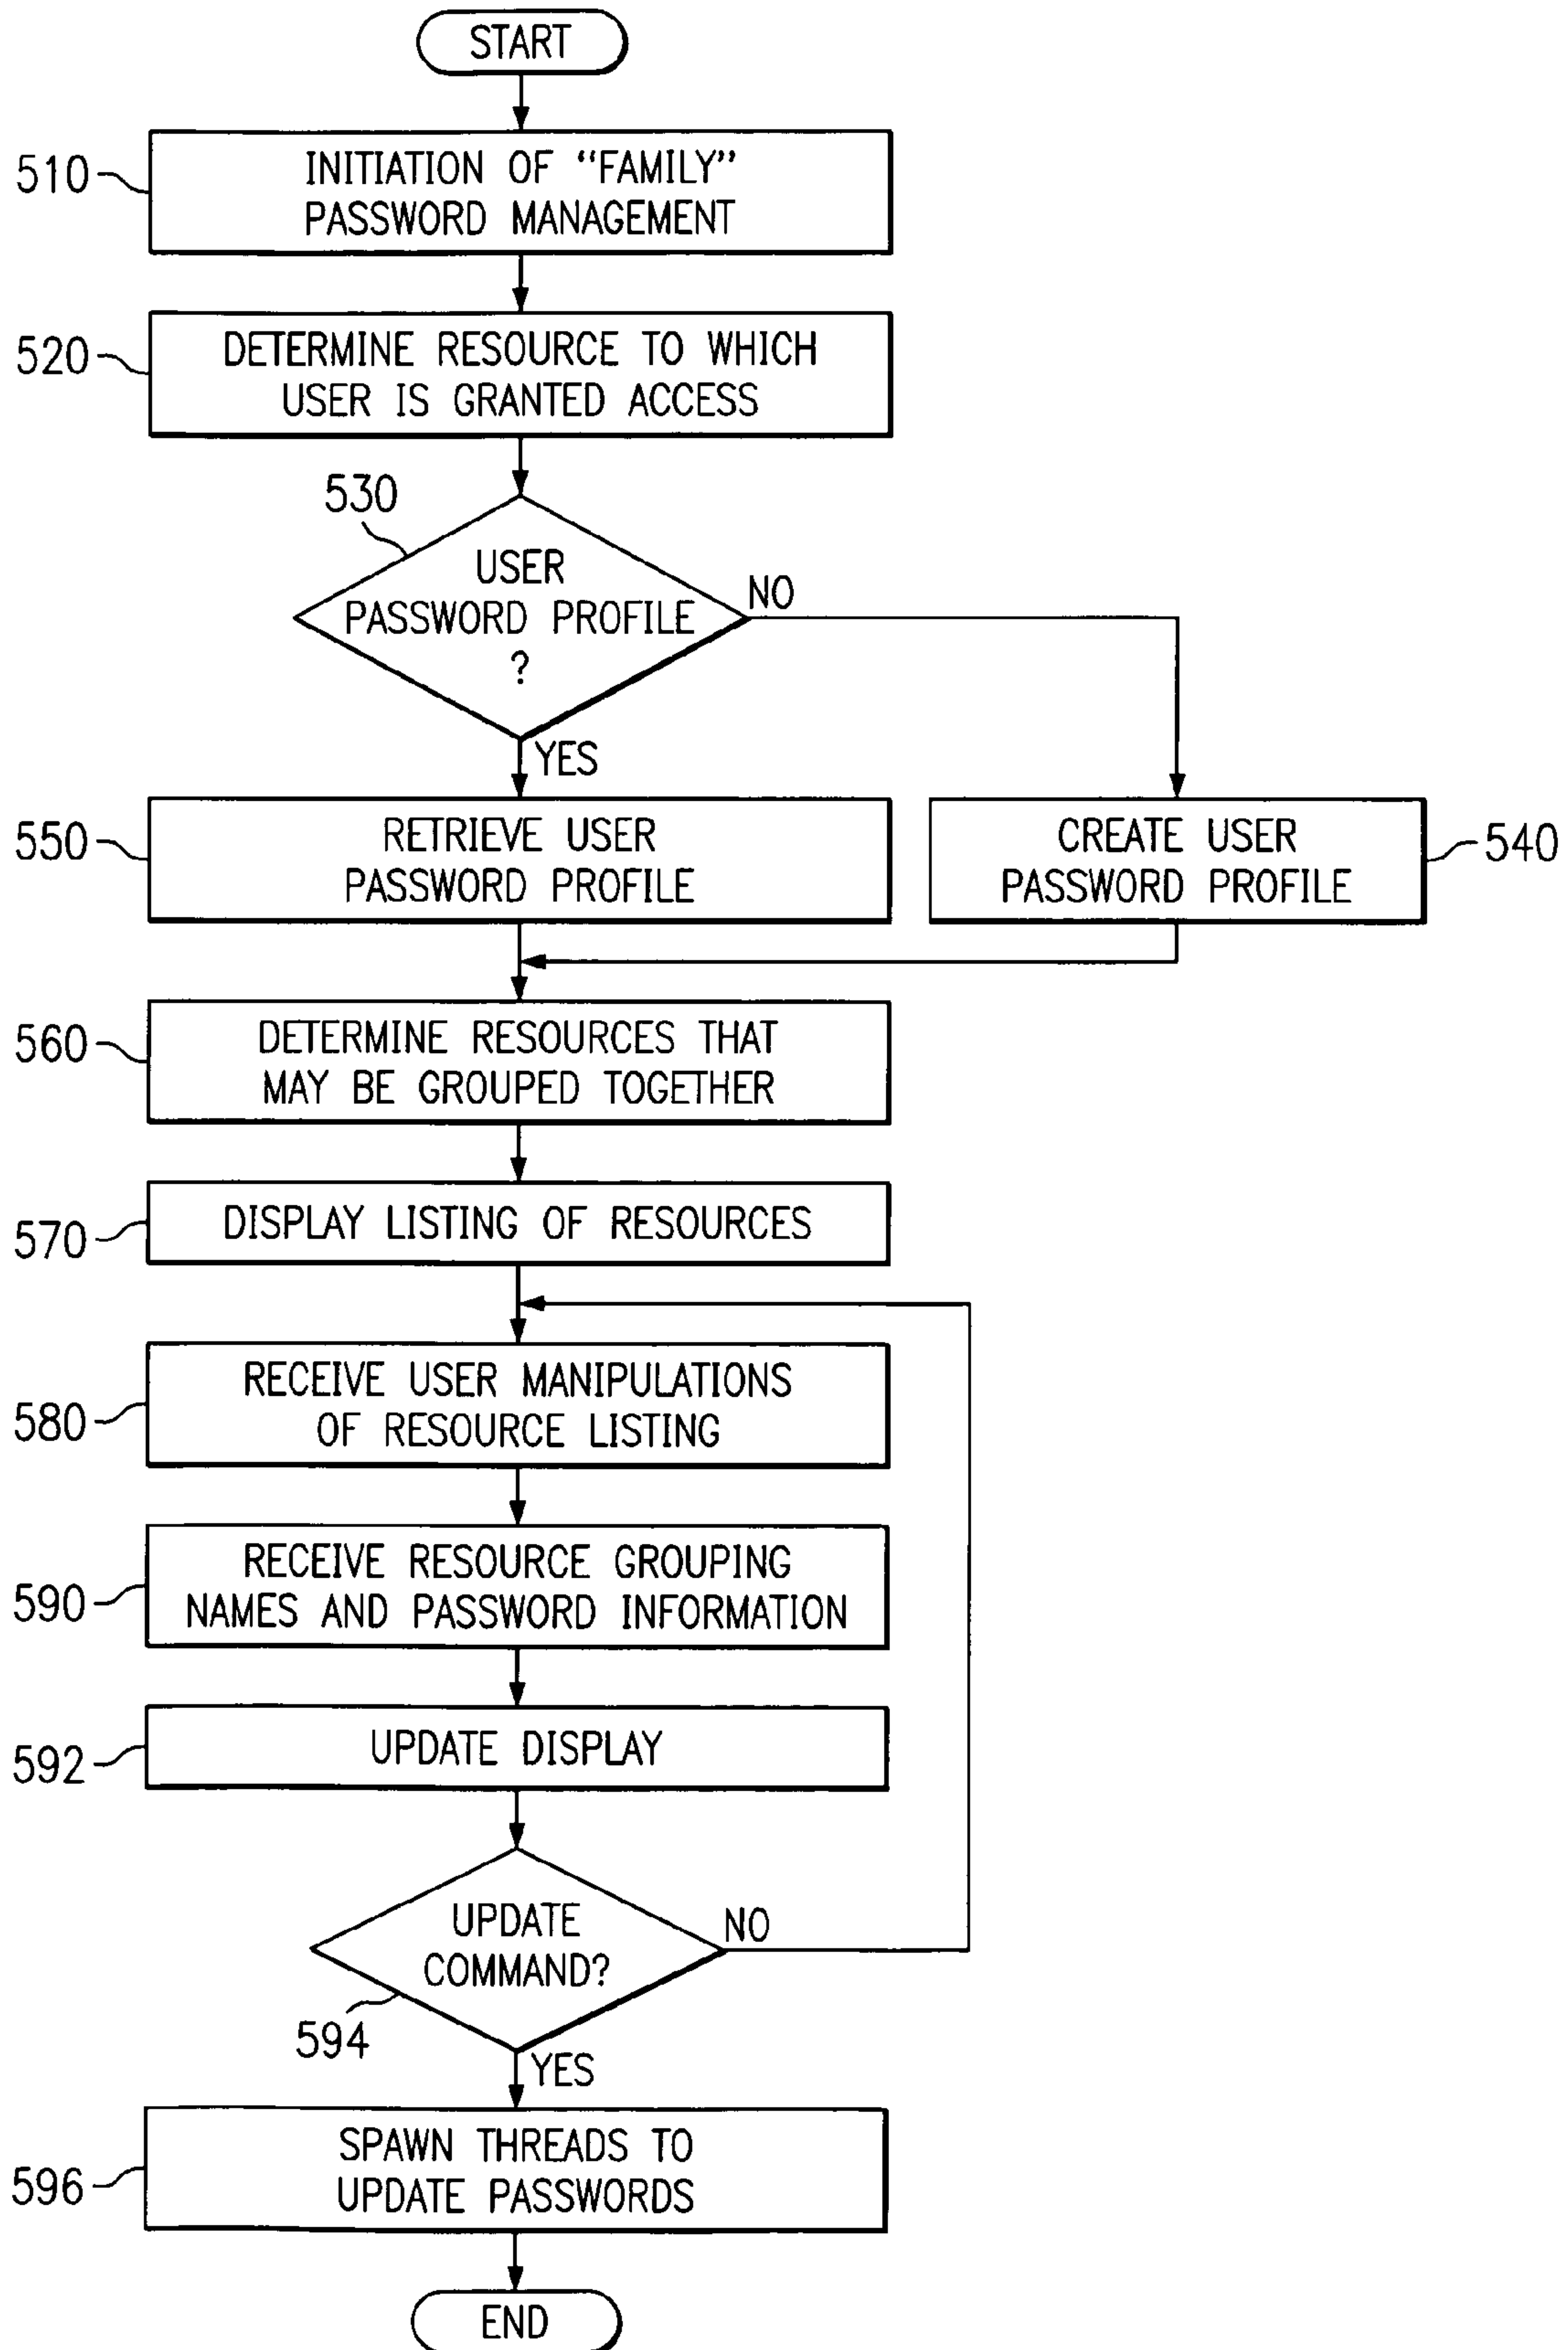 START
510
INITIATION OF “FAMILY”
PASSWORD MANAGEMENT
520
DETERMINE RESOURCE TO WHICH
USER IS GRANTED ACCESS
530
USER
PASSWORD PROFILE
?
NO
YES
550
RETRIEVE USER
PASSWORD PROFILE
CREATE USER
PASSWORD PROFILE
540
560
DETERMINE RESOURCES THAT
MAY BE GROUPED TOGETHER
570
DISPLAY LISTING OF RESOURCES
580
RECEIVE USER MANIPULATIONS
OF RESOURCE LISTING
590
RECEIVE RESOURCE GROUPING
NAMES AND PASSWORD INFORMATION
592
UPDATE DISPLAY
UPDATE
COMMAND?
NO
594
YES
596
SPAWN THREADS TO
UPDATE PASSWORDS
END